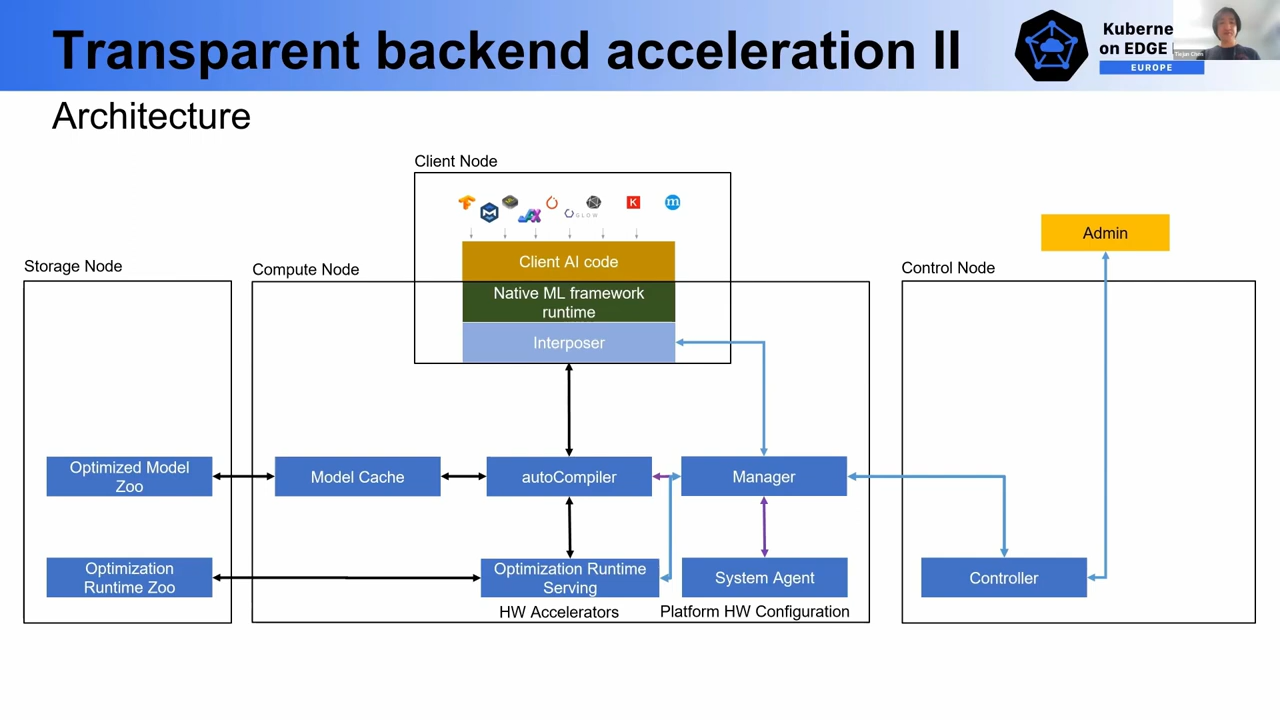 Transparent backend acceleration II
Kuberne
on EDGE
EUROPE
Architecture
Client Node
GLOW
K
m
Client AI code
Native ML framework
runtime
Interposer
Admin
Storage Node
Compute Node
Control Node
Optimized Model
Zoo
Model Cache
autoCompiler
Manager
Optimization
Runtime Zoo
Optimization Runtime
Serving
System Agent
Controller
HW Accelerators
Platform HW Configuration